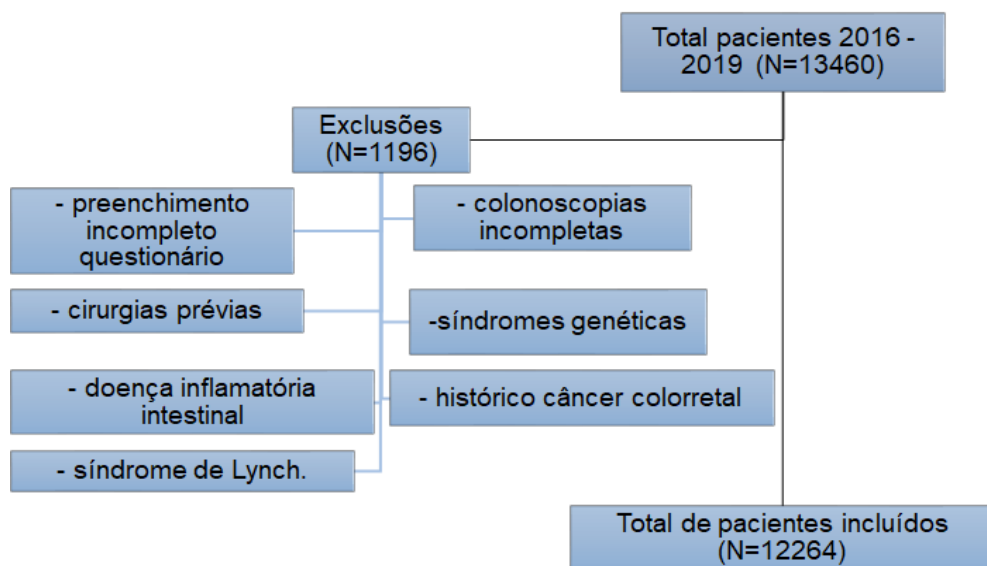 Total pacientes 2016 -
2019 (N=13460)
Exclusões
(N=1196)
- preenchimento
incompleto
questionário
- colonoscopias
incompletas
- cirurgias prévias
-síndromes genéticas
- doença inflamatória
intestinal
- histórico câncer colorretal
- síndrome de Lynch.
Total de pacientes incluídos
(N=12264)